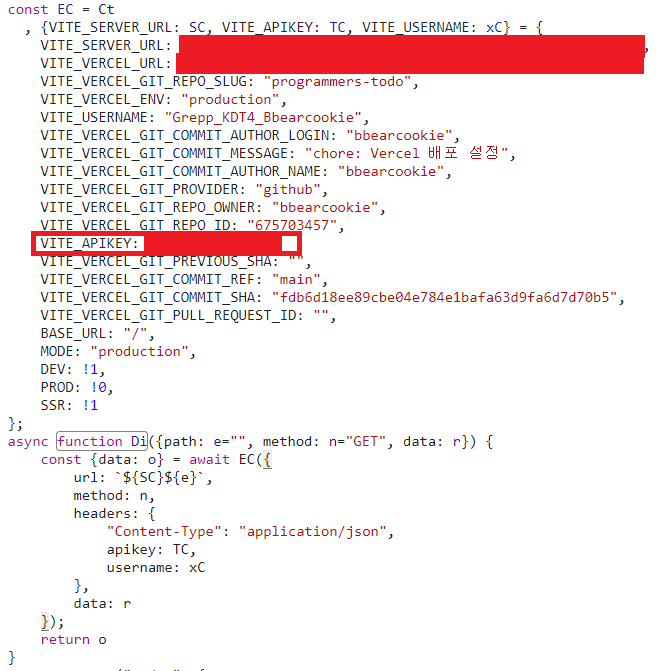 const EC = Ct
, {VITE_SERVER_URL: SC, VITE_APIKEY: TC, VITE_USERNAME: xC} = {
VITE_SERVER_URL:
VITE_VERCEL_URL:
VITE_VERCEL_GIT_REPO_SLUG: "programmers-todo",
VITE_VERCEL_ENV: "production",
VITE_USERNAME: "Grepp_KDT4_Bbearcookie",
VITE_VERCEL_GIT_COMMIT_AUTHOR_LOGIN: "bbearcookie",
VITE_VERCEL_GIT_COMMIT_MESSAGE: "chore: Vercel 배포 설정",
VITE_VERCEL_GIT_COMMIT_AUTHOR_NAME: "bbearcookie",
VITE_VERCEL_GIT_PROVIDER: "github",
VITE_VERCEL_GIT_REPO_OWNER: "bbearcookie",
VITE_VERCEL_GIT_REPO_ID: "675703457",
VITE_APIKEY:
VITE_VERCEL_GIT_PREVIOUS_SHA: "",
VITE_VERCEL_GIT_COMMIT_REF: "main",
VITE_VERCEL_GIT_COMMIT_SHA: "fdb6d18ee89cbe04e784e1bafa63d9fa6d7d70b5",
VITE_VERCEL_GIT_PULL_REQUEST_ID: "",
BASE_URL: "/",
MODE: "production",
DEV: !1,
PROD: !0,
SSR: !1
};
async function Di({path: e="", method: n="GET", data: r}) {
const {data: o} = await EC({
url: `${SC}${e}`,
method: n,
headers: {
"Content-Type": "application/json",
apikey: TC,
username: xC
},
data: r
});
return o
}